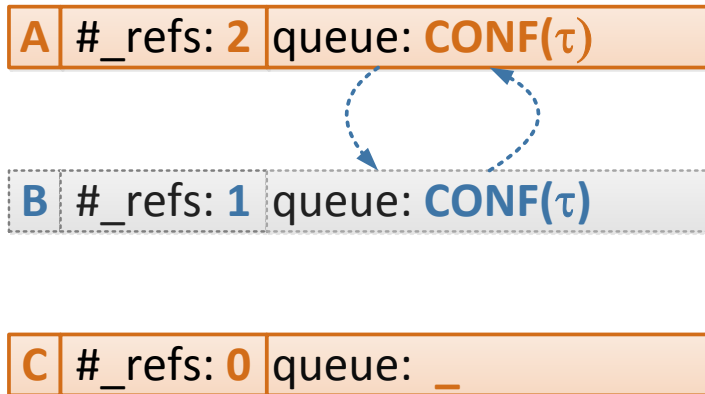 A #_refs: 2 queue: CONF(τ)
B #_refs: 1 queue: CONF(τ)
C #_refs: 0 queue: _